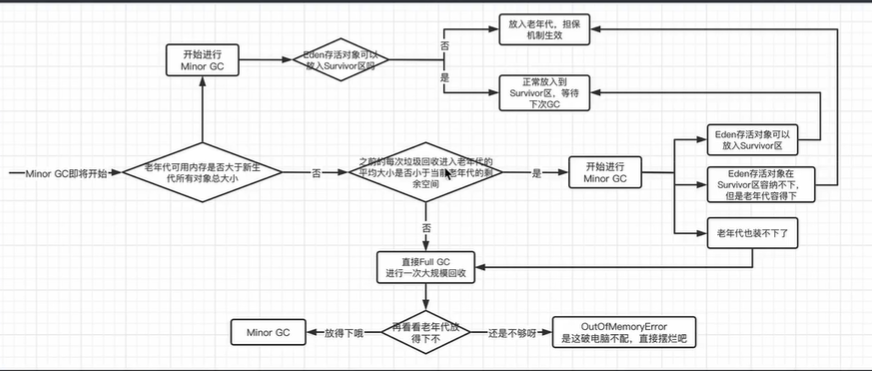 放入老年代，担保
机制生效
开始进行
Minor GC
Eden存活对象可以
放入Survivor区吗
否
是
正常放入到
Survivor区，等待
下次GC
Minor GC即将开始
老年代可用内存是否大于新生
代所有对象总大小
否
之前的每次垃圾回收进入老年代的
平均大小是否小于当前老年代的剩
余空间
是
开始进行
Minor GC
Eden存活对象可以
放入Survivor区
Eden存活对象在
Survivor区容纳不下，
但是老年代容得下
老年代也装不下了
否
直接Full GC
进行一次大规模回收
Minor GC
放得下哦
再看看老年代放
得下不
还是不够呀
OutOfMemoryError
是这破电脑不配，直接摆烂吧